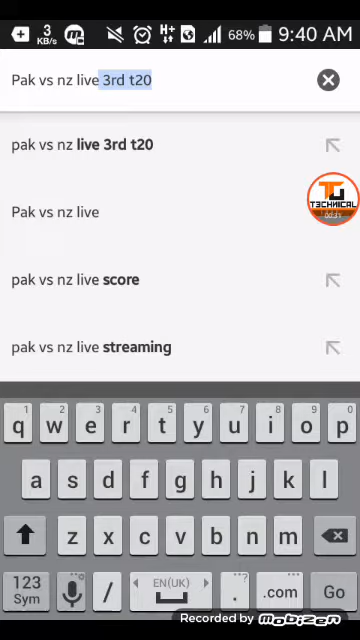 3 KB/s H+ 68% 9:40 AM
Pak vs nz live 3rd t20
pak vs nz live 3rd t20
Pak vs nz live
TECHNICAL
pak vs nz live score
pak vs nz live streaming
1 2 3 4 5 6 7 8 9 0
q w e r t y u i o p
a s d f g h j k l
z x c v b n m
123 Sym / EN(UK) . .com Go
Recorded by mobizen